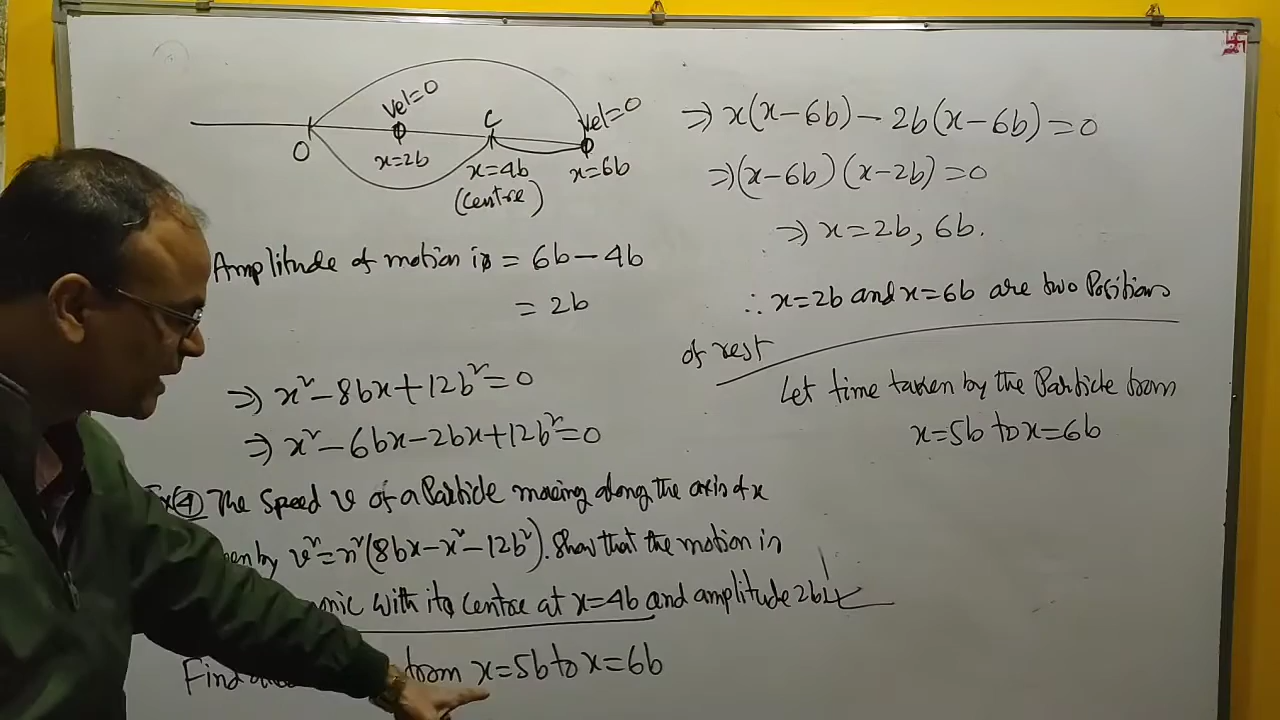 Vel=0
C
Vel=0
O
x=2b
x=4b
x=6b
(Centre)
Amplitude of motion is = 6b-4b
= 2b
⇒ x²-8bx+12b²=0
⇒ x²-6bx-2bx+12b²=0
Ex(4) The Speed v of a Particle moving along the axis of x
by v²=n²(8bx-x²-12b²). Show that the motion is
with its Centre at x=4b and amplitude 2b
Find from x=5b to x=6b
⇒ x(x-6b)-2b(x-6b)=0
⇒(x-6b)(x-2b)=0
⇒ x=2b, 6b.
∴ x=2b and x=6b are two Positions
of rest
Let time taken by the Particle from
x=5b to x=6b